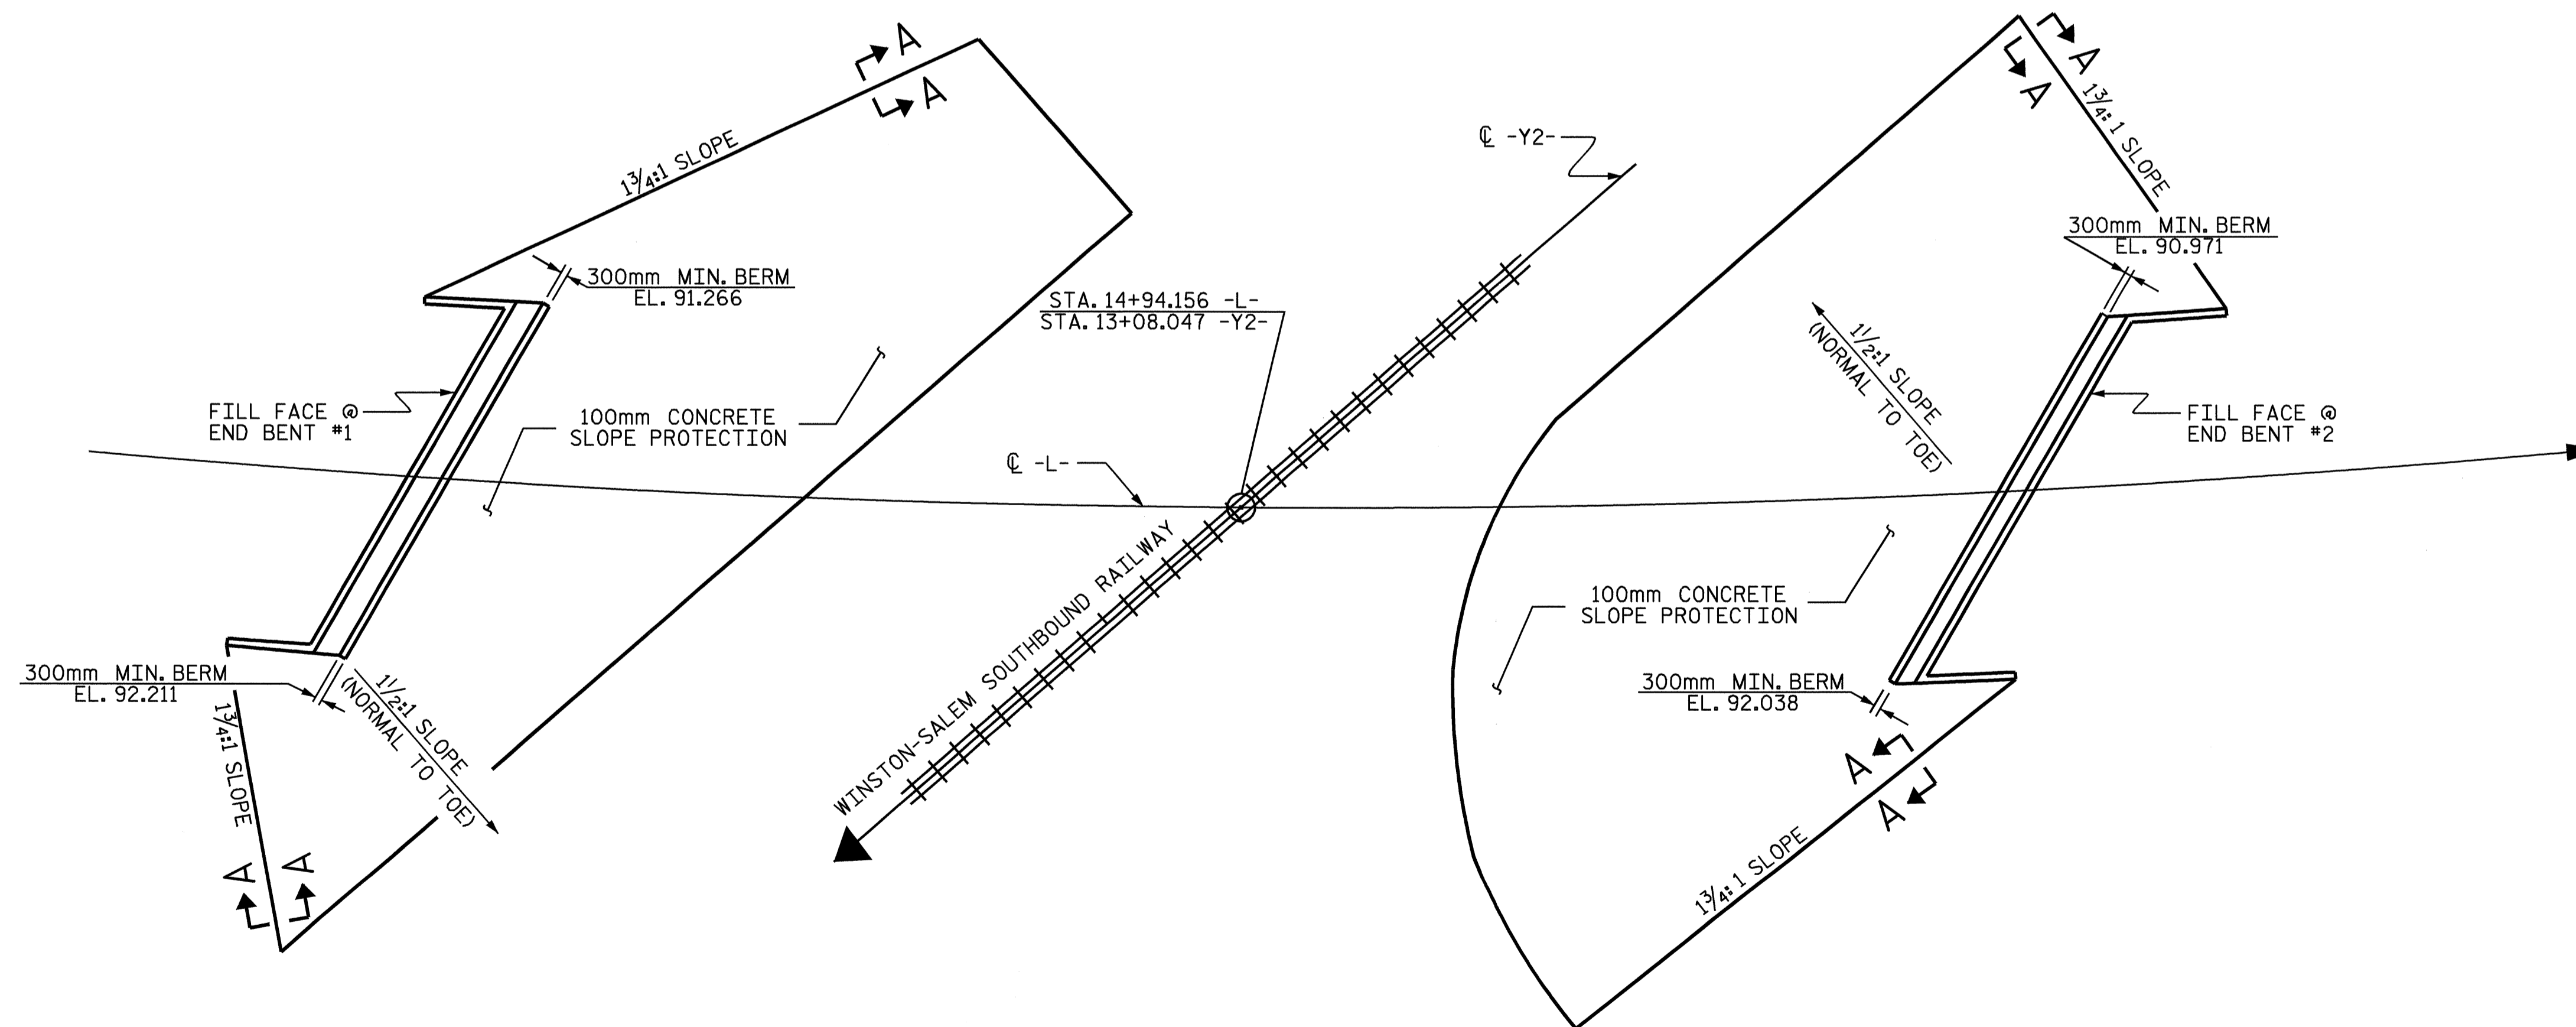 A
A
1¾:1 SLOPE
300mm MIN. BERM
EL. 91.266
FILL FACE @
END BENT #1
100mm CONCRETE
SLOPE PROTECTION
300mm MIN. BERM
EL. 92.211
1½:1 SLOPE
(NORMAL TO TOE)
1¾:1 SLOPE
A
A
℄ -Y2-
STA. 14+94.156 -L-
STA. 13+08.047 -Y2-
℄ -L-
WINSTON-SALEM SOUTHBOUND RAILWAY
A
A
1¾:1 SLOPE
300mm MIN. BERM
EL. 90.971
1½:1 SLOPE
(NORMAL TO TOE)
FILL FACE @
END BENT #2
100mm CONCRETE
SLOPE PROTECTION
300mm MIN. BERM
EL. 92.038
A
A
1¾:1 SLOPE